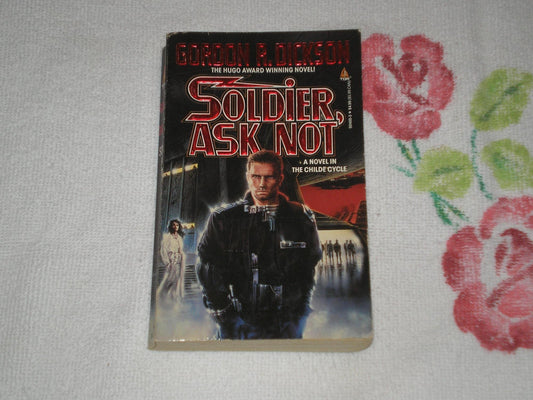 GORDON R. DICKSON
THE HUGO AWARD WINNING NOVEL!
SOLDIER,
ASK NOT
A NOVEL IN
THE CHILDE CYCLE